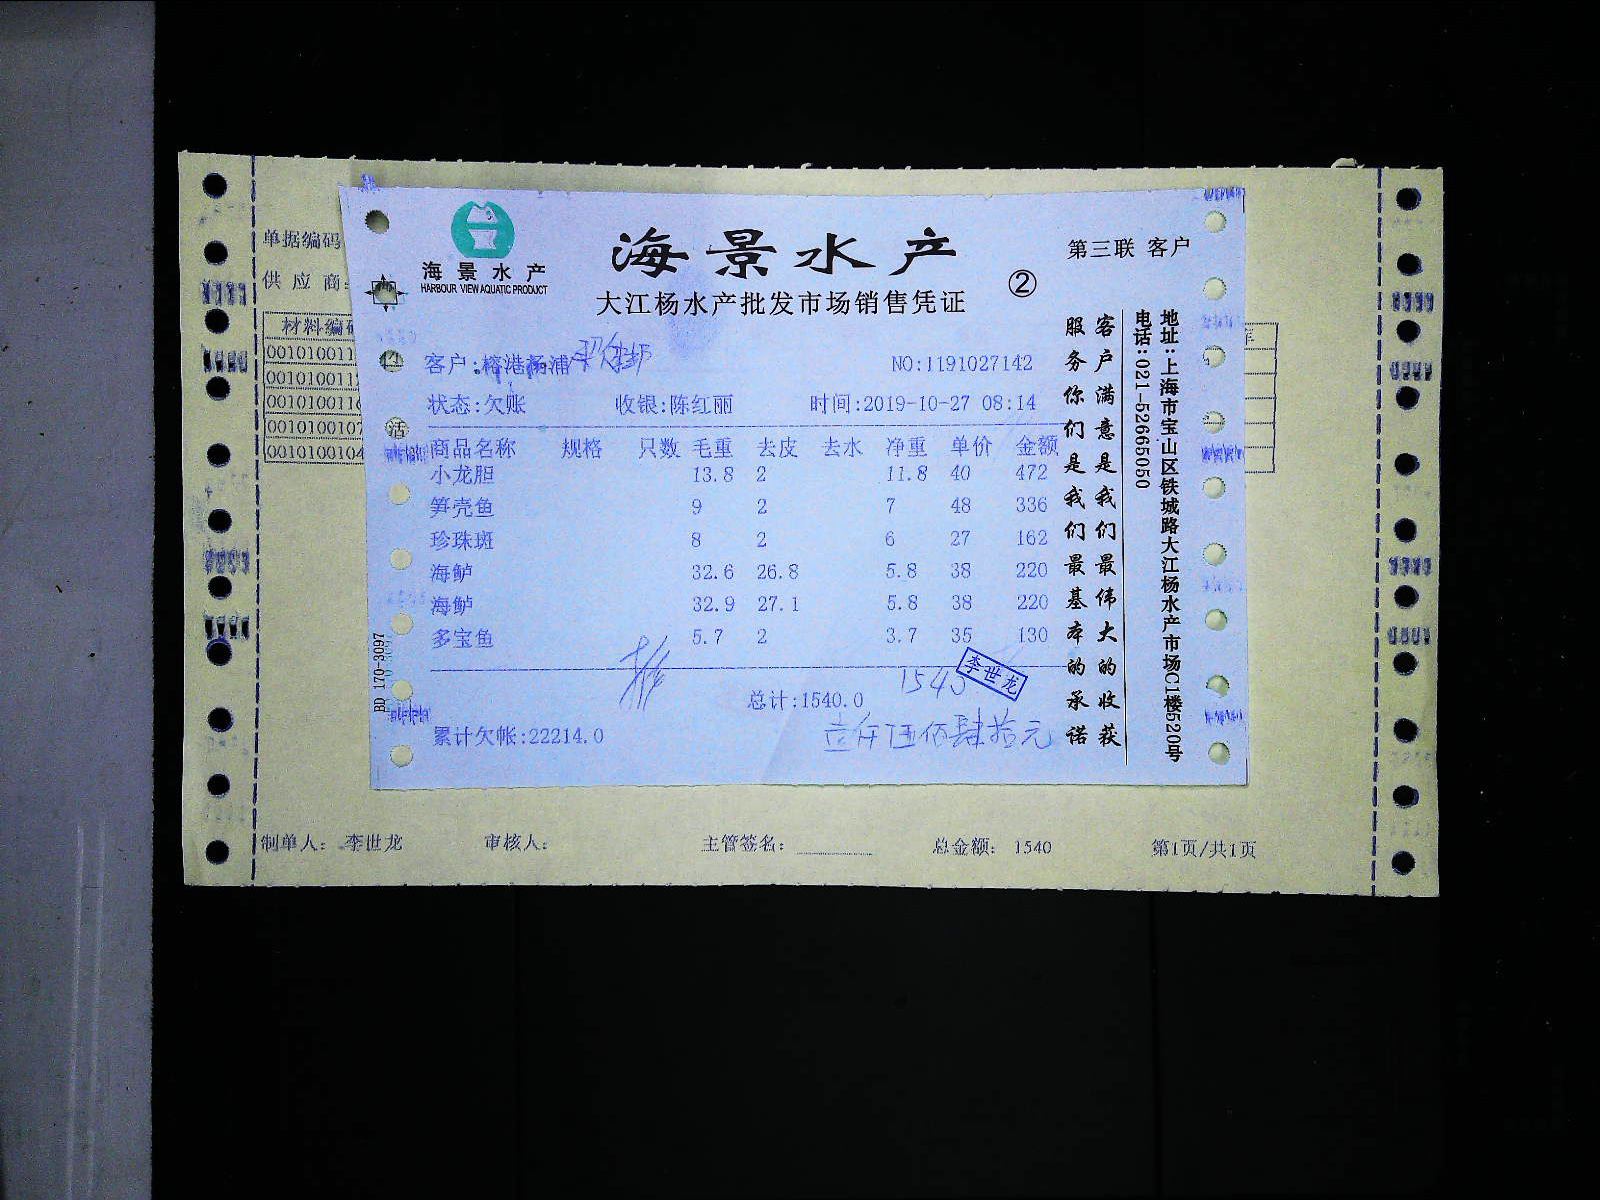 海景水产
HARBOUR VIEW AQUATIC PRODUCT
海景水产
大江杨水产批发市场销售凭证
②
第三联 客户
客户:榕港杨浦
NO:1191027142
状态:欠账 收银:陈红丽 时间:2019-10-27 08:14
商品名称 规格 只数 毛重 去皮 去水 净重 单价 金额
小龙胆 13.8 2 11.8 40 472
笋壳鱼 9 2 7 48 336
珍珠斑 8 2 6 27 162
海鲈 32.6 26.8 5.8 38 220
海鲈 32.9 27.1 5.8 38 220
多宝鱼 5.7 2 3.7 35 130
总计:1540.0
1540
李世龙
累计欠帐:22214.0
壹仟伍佰肆拾元
客户满意是我们最伟大的收获
服务你们是我们最基本的承诺
地址:上海市宝山区铁城路大江杨水产市场C1楼520号
电话:021-52665050
BD 170-3097
活
单据编码
供应商:
材料编
001010011
001010011
0010100116
0010100107
0010100104
制单人: 李世龙 审核人: 主管签名: 总金额: 1540 第1页/共1页